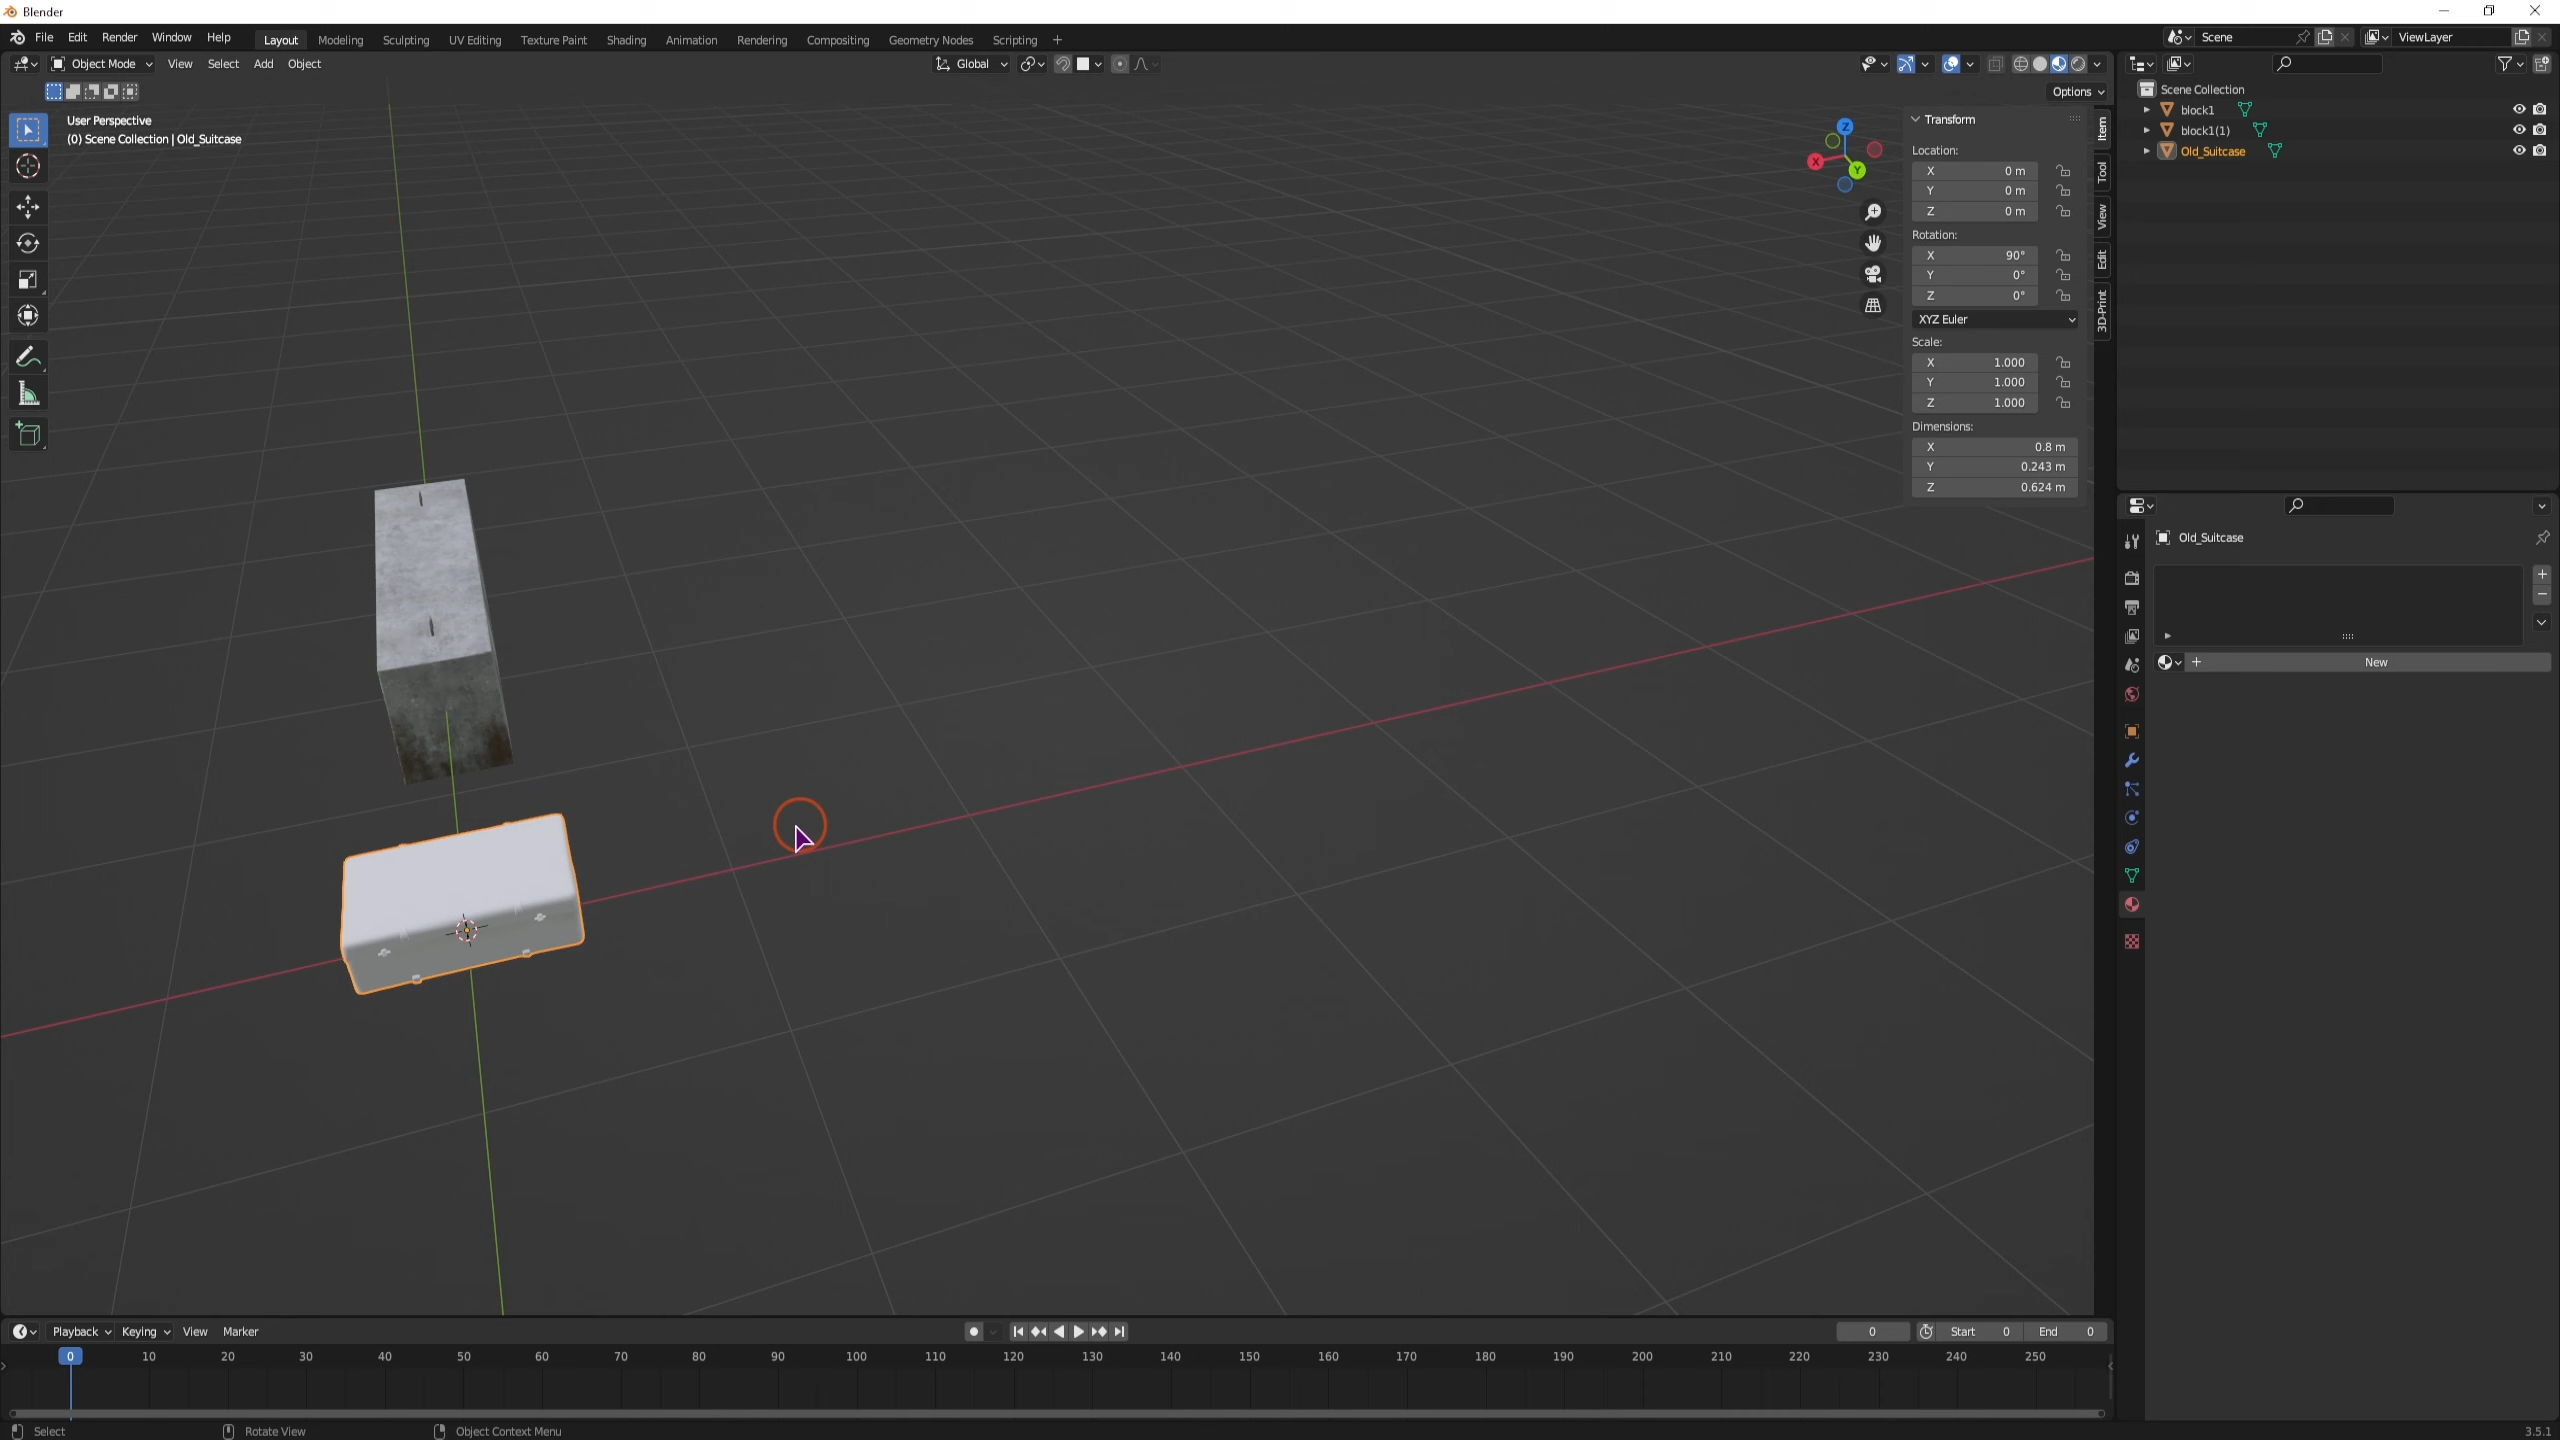 Blender
File Edit Render Window Help Layout Modeling Sculpting UV Editing Texture Paint Shading Animation Rendering Compositing Geometry Nodes Scripting + Scene ViewLayer
Object Mode View Select Add Object Global
Options
User Perspective
(0) Scene Collection | Old_Suitcase
Z
X
Y
Transform
Location:
X 0 m
Y 0 m
Z 0 m
Rotation:
X 90°
Y 0°
Z 0°
XYZ Euler
Scale:
X 1.000
Y 1.000
Z 1.000
Dimensions:
X 0.8 m
Y 0.243 m
Z 0.624 m
Item
Tool
View
Edit
3D-Print
Scene Collection
block1
block1(1)
Old_Suitcase
Old_Suitcase
+ New
Playback Keying View Marker 0 Start 0 End 0
0 10 20 30 40 50 60 70 80 90 100 110 120 130 140 150 160 170 180 190 200 210 220 230 240 250
Select Rotate View Object Context Menu 3.5.1